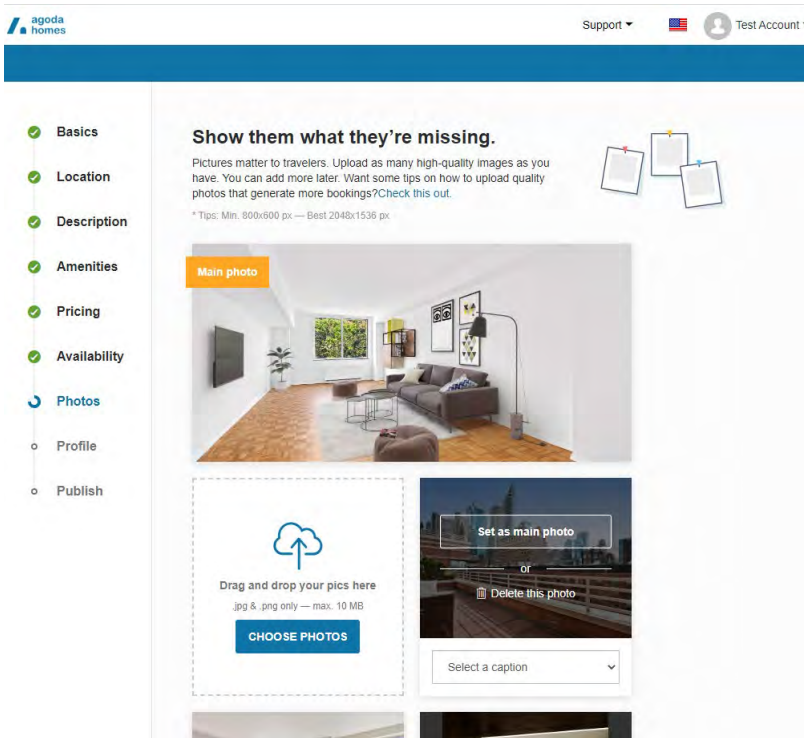 agoda
homes
Support
Test Account
Basics
Location
Description
Amenities
Pricing
Availability
Photos
Profile
Publish
Show them what they're missing.
Pictures matter to travelers. Upload as many high-quality images as you
have. You can add more later. Want some tips on how to upload quality
photos that generate more bookings?Check this out.
* Tips: Min. 800x600 px — Best 2048x1536 px
Main photo
Drag and drop your pics here
.jpg & .png only — max. 10 MB
CHOOSE PHOTOS
Set as main photo
or
Delete this photo
Select a caption